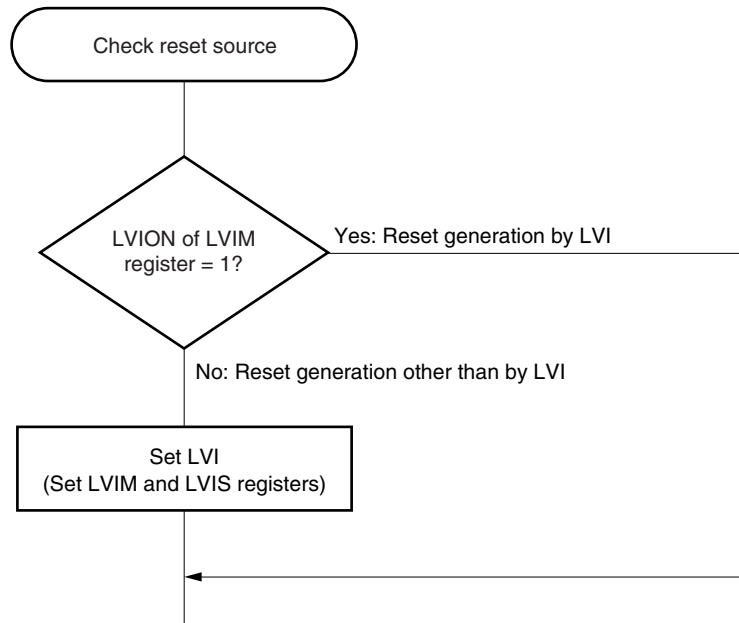 Check reset source
LVION of LVIM
register = 1?
Yes: Reset generation by LVI
No: Reset generation other than by LVI
Set LVI
(Set LVIM and LVIS registers)